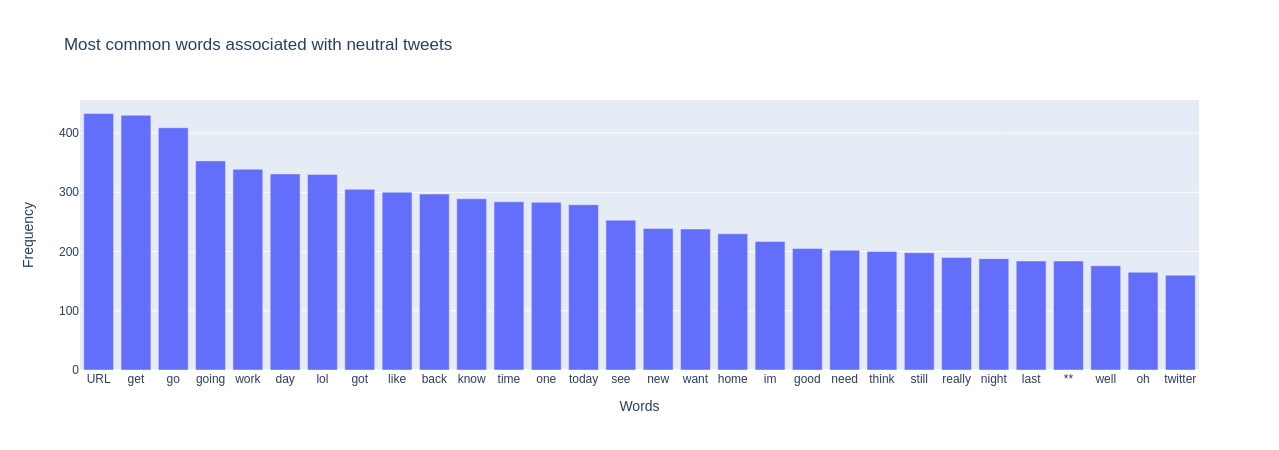 Most common words associated with neutral tweets
Frequency
400
300
200
100
0
URL get go going work day lol got like back know time one today see new want home im good need think still really night last ** well oh twitter
Words